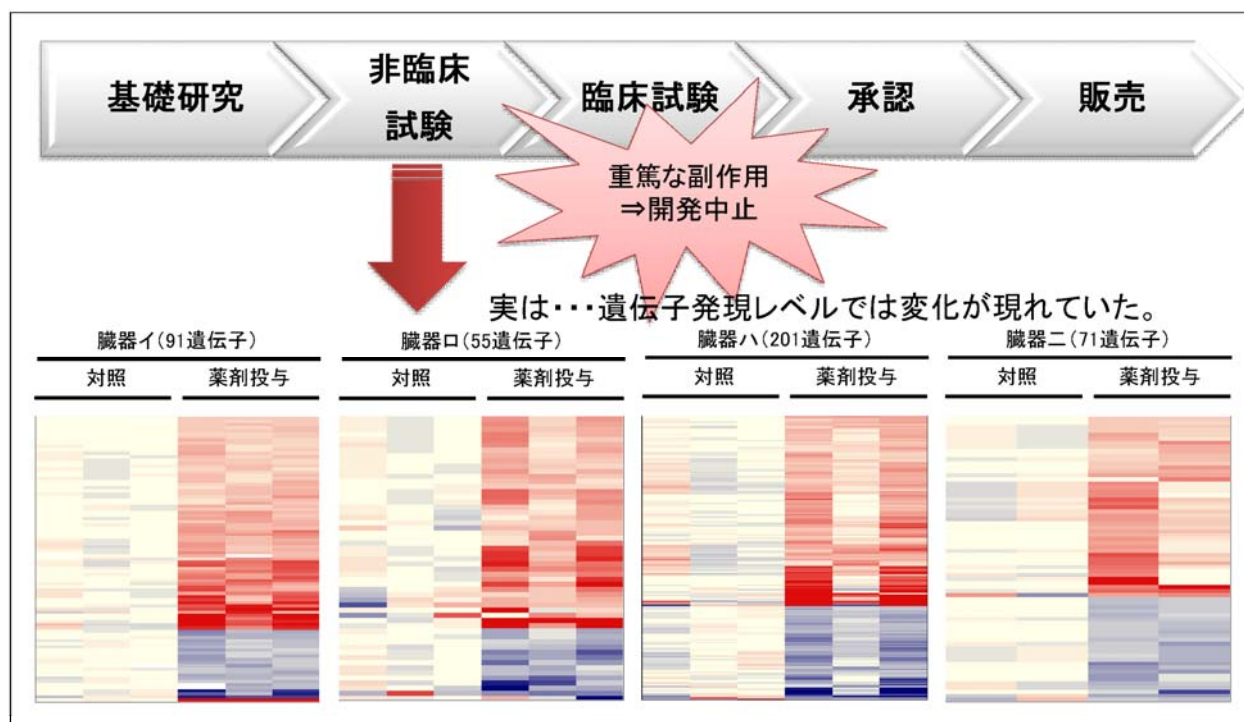 基礎研究
非臨床
試験
臨床試験
承認
販売
重篤な副作用
⇒開発中止
実は・・・遺伝子発現レベルでは変化が現れていた。
臓器イ(91遺伝子)
対照
薬剤投与
臓器ロ(55遺伝子)
対照
薬剤投与
臓器ハ(201遺伝子)
対照
薬剤投与
臓器ニ(71遺伝子)
対照
薬剤投与